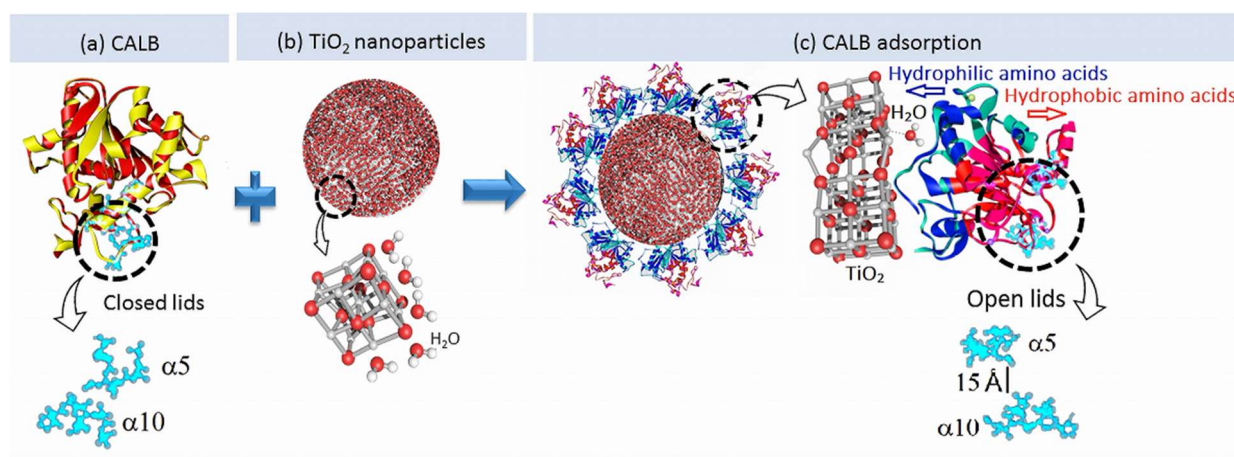 (a) CALB
(b) TiO₂ nanoparticles
(c) CALB adsorption
Closed lids
α5
α10
H₂O
Hydrophilic amino acids
Hydrophobic amino acids
H₂O
TiO₂
Open lids
α5
15 Å
α10